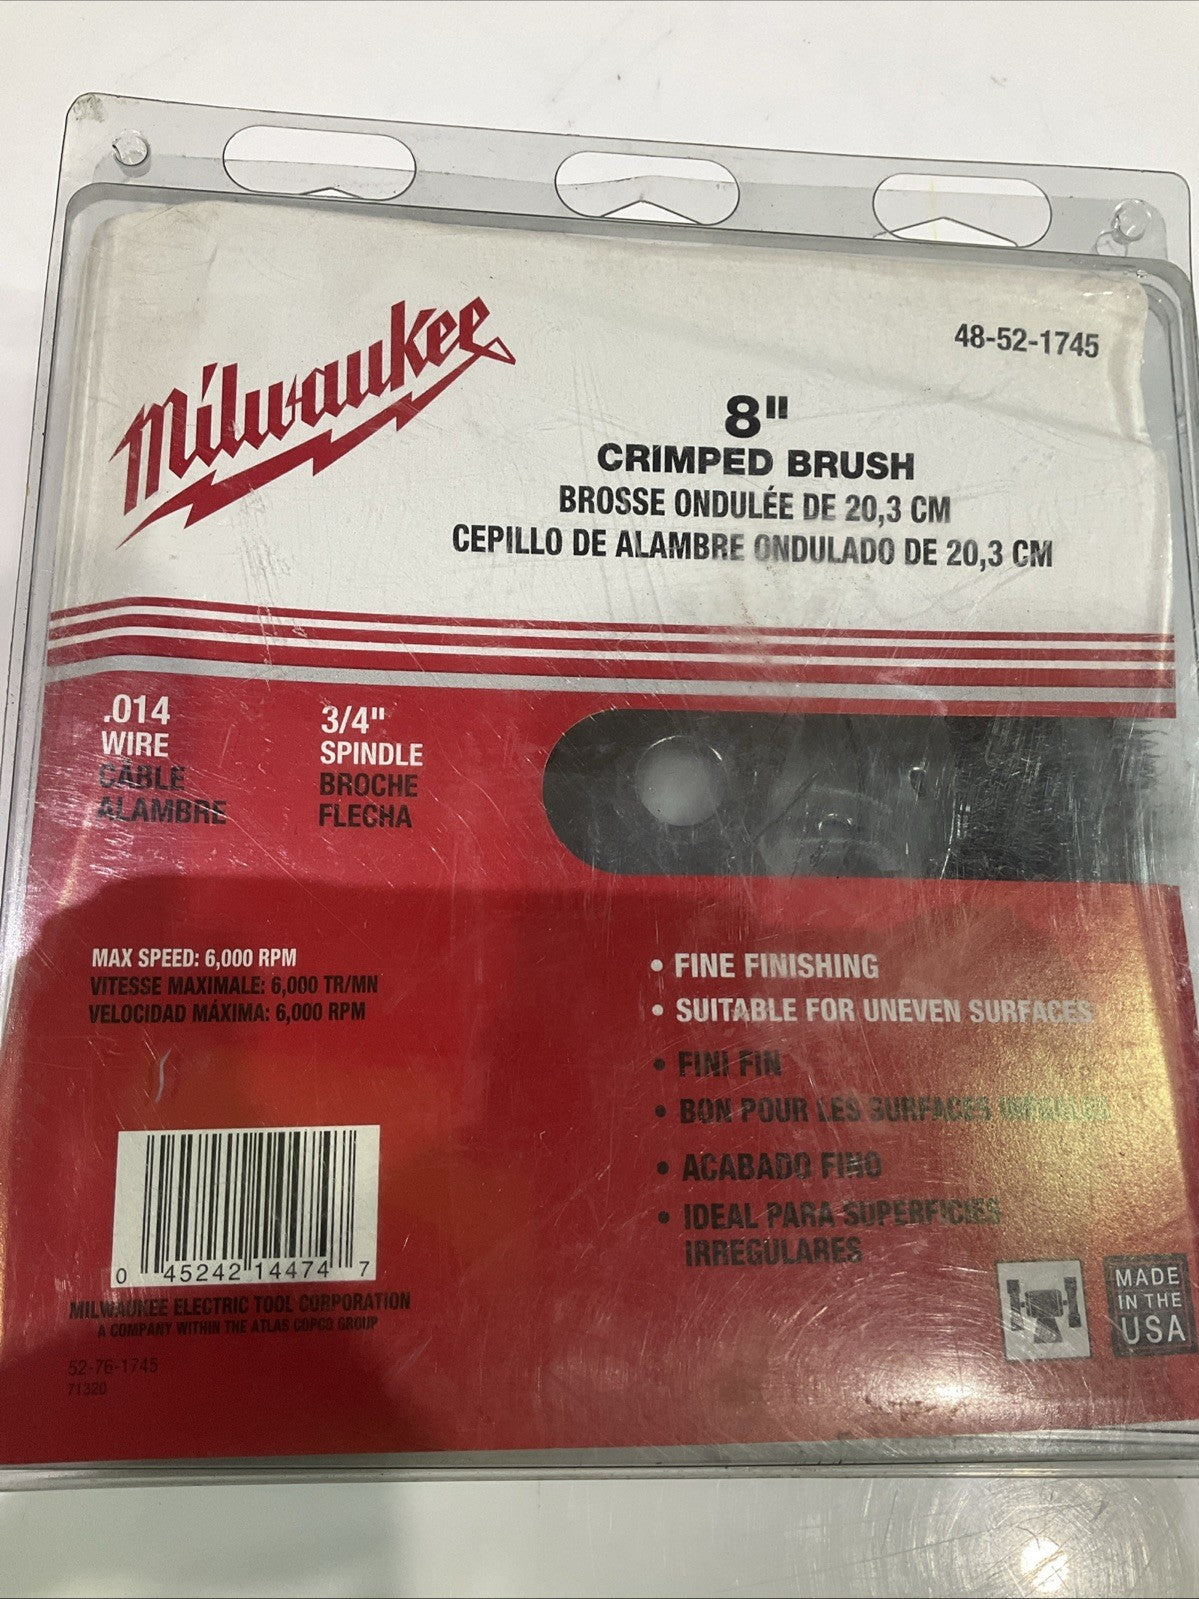 Milwaukee
48-52-1745
8"
CRIMPED BRUSH
BROSSE ONDULÉE DE 20,3 CM
CEPILLO DE ALAMBRE ONDULADO DE 20,3 CM
.014
WIRE
CÂBLE
ALAMBRE
3/4"
SPINDLE
BROCHE
FLECHA
MAX SPEED: 6,000 RPM
VITESSE MAXIMALE: 6,000 TR/MN
VELOCIDAD MÁXIMA: 6,000 RPM
• FINE FINISHING
• SUITABLE FOR UNEVEN SURFACES
• FINI FIN
• BON POUR LES SURFACES
• ACABADO FINO
• IDEAL PARA SUPERFICIES
IRREGULARES
0 45242 14474 7
MILWAUKEE ELECTRIC TOOL CORPORATION
A COMPANY WITHIN THE ATLAS COPCO GROUP
52-76-1745
71320
MADE
IN THE
USA